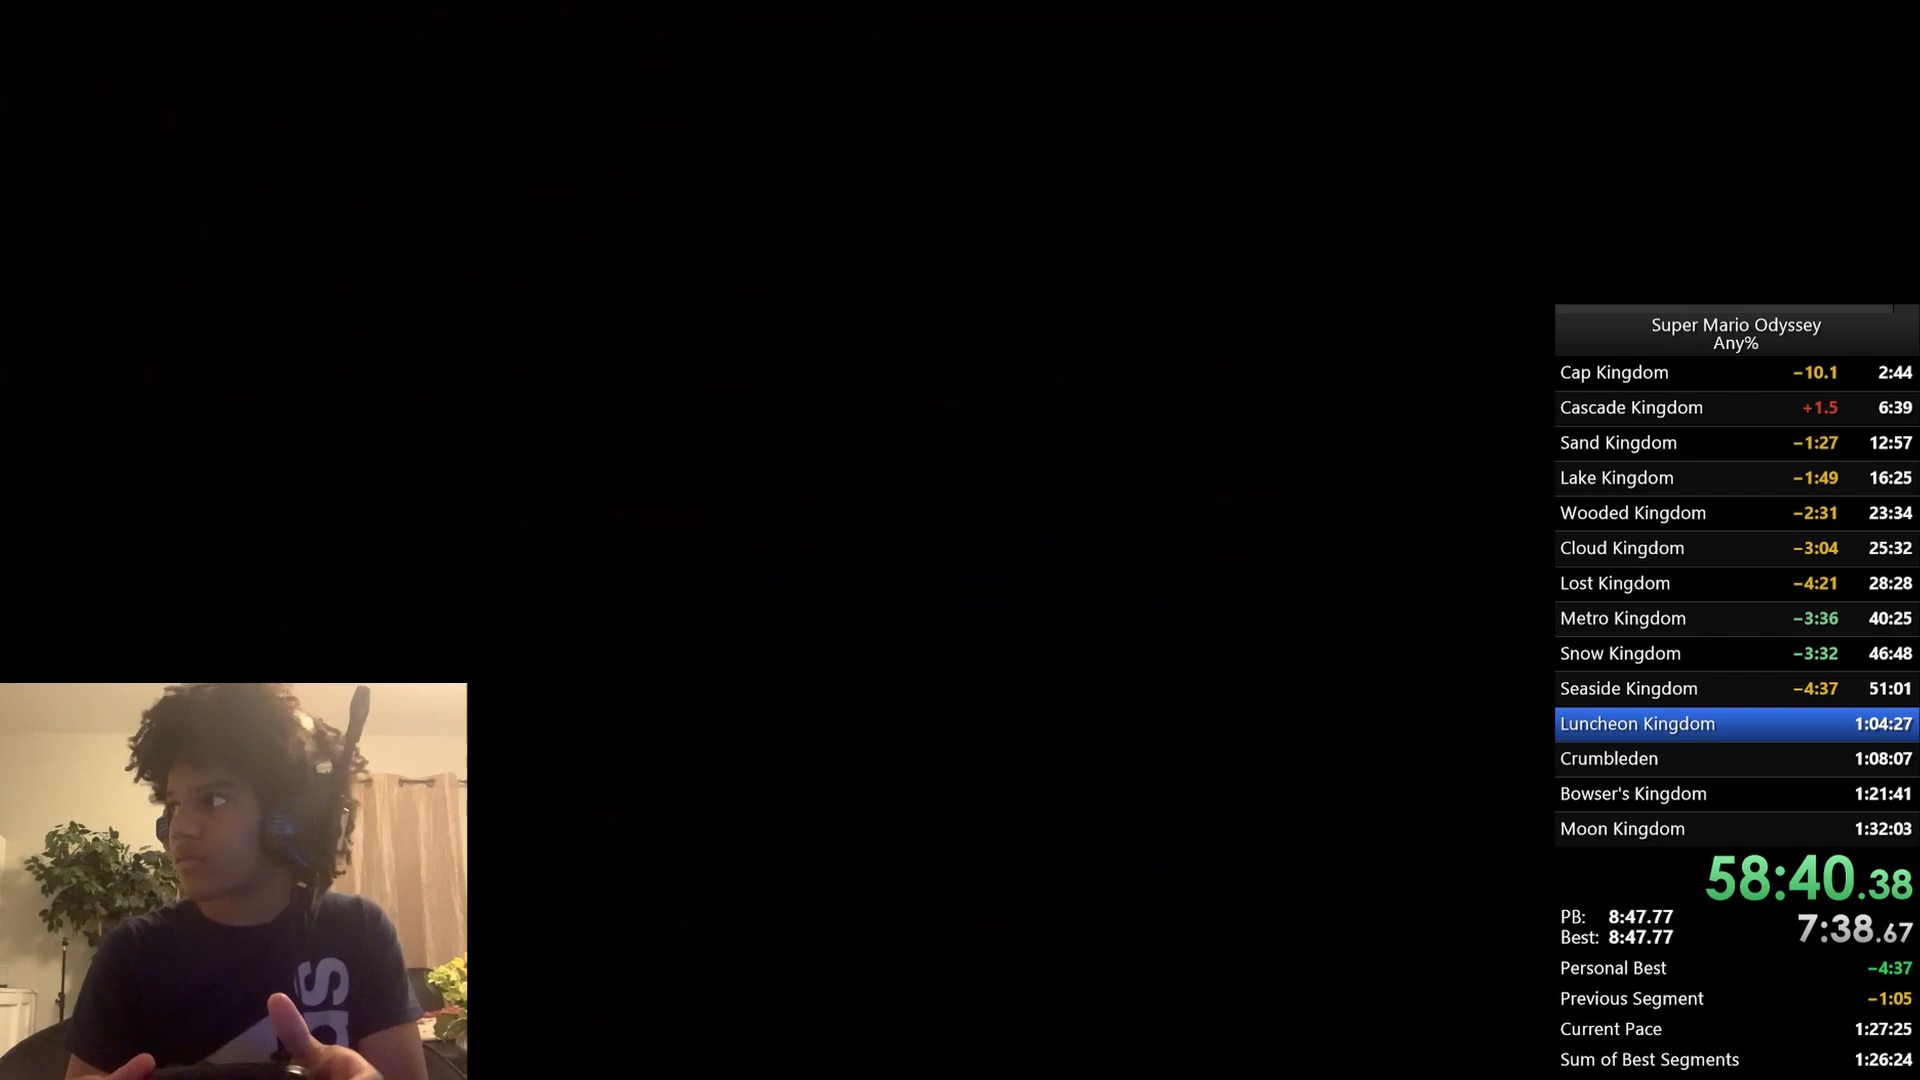 Super Mario Odyssey
Any%
Cap Kingdom −10.1 2:44
Cascade Kingdom +1.5 6:39
Sand Kingdom −1:27 12:57
Lake Kingdom −1:49 16:25
Wooded Kingdom −2:31 23:34
Cloud Kingdom −3:04 25:32
Lost Kingdom −4:21 28:28
Metro Kingdom −3:36 40:25
Snow Kingdom −3:32 46:48
Seaside Kingdom −4:37 51:01
Luncheon Kingdom 1:04:27
Crumbleden 1:08:07
Bowser's Kingdom 1:21:41
Moon Kingdom 1:32:03
58:40.38
PB: 8:47.77
Best: 8:47.77
7:38.67
Personal Best −4:37
Previous Segment −1:05
Current Pace 1:27:25
Sum of Best Segments 1:26:24